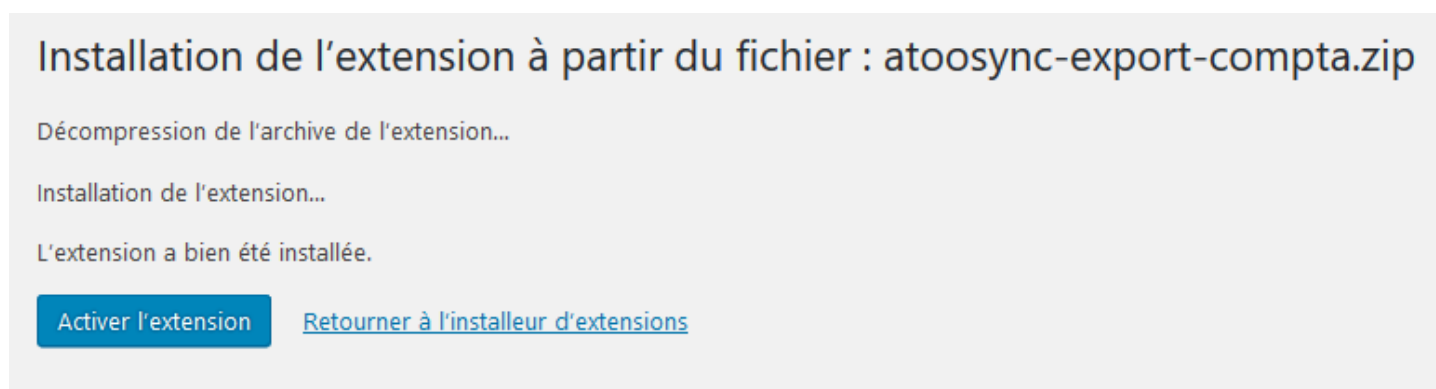 Installation de l’extension à partir du fichier : atoosync-export-compta.zip
Décompression de l’archive de l’extension...
Installation de l’extension...
L’extension a bien été installée.
Activer l’extension Retourner à l’installeur d’extensions